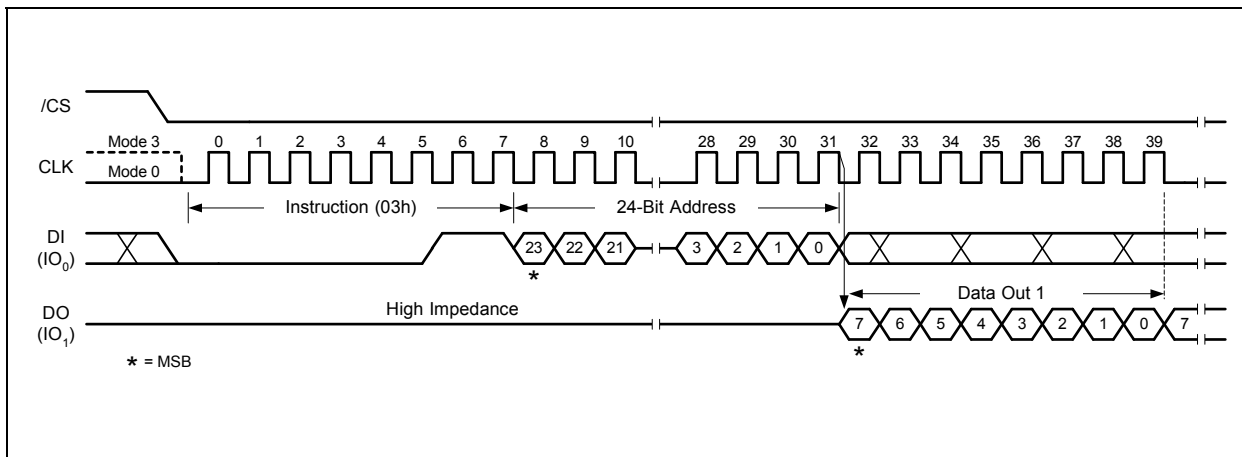 /CS
Mode 3 0 1 2 3 4 5 6 7 8 9 10 28 29 30 31 32 33 34 35 36 37 38 39
CLK
Mode 0
Instruction (03h) 24-Bit Address
DI
(IO0) 23 22 21 3 2 1 0
*
High Impedance Data Out 1
DO
(IO1) 7 6 5 4 3 2 1 0 7
*
* = MSB